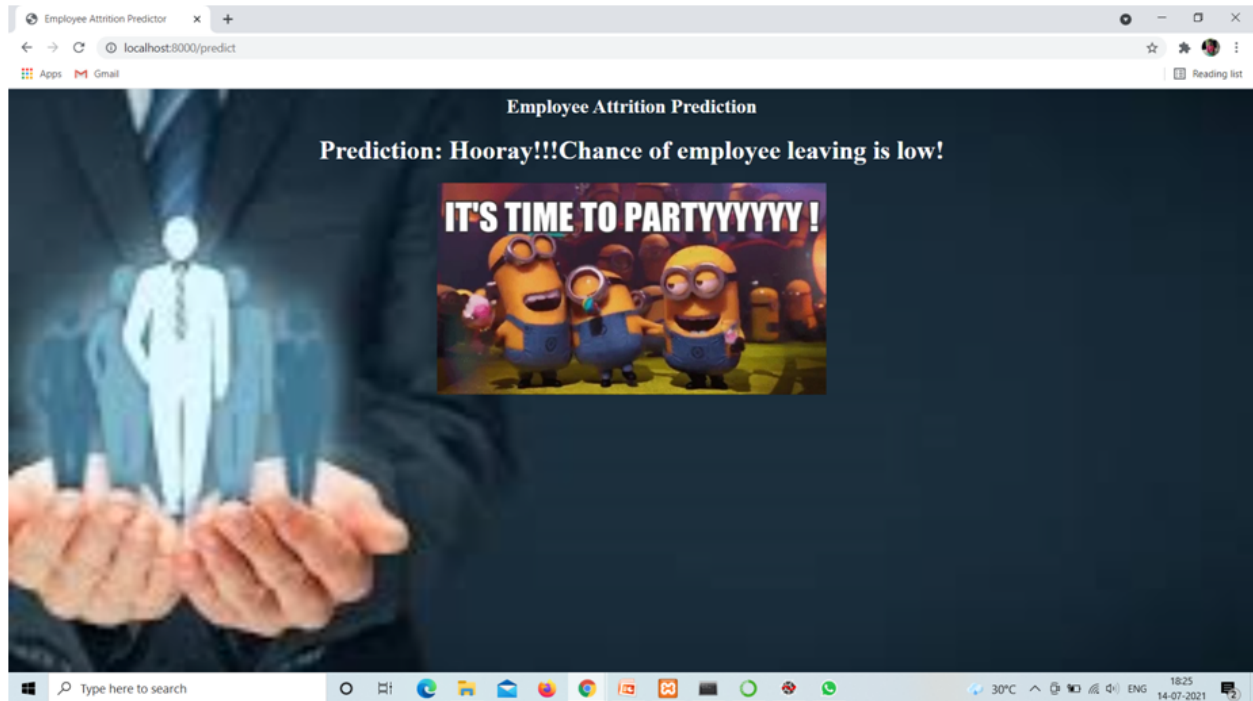 Employee Attrition Predictor
localhost:8000/predict
Apps Gmail Reading list
Employee Attrition Prediction
Prediction: Hooray!!!Chance of employee leaving is low!
IT'S TIME TO PARTYYYYYY !
Type here to search
30°C ENG
18:25
14-07-2021
2